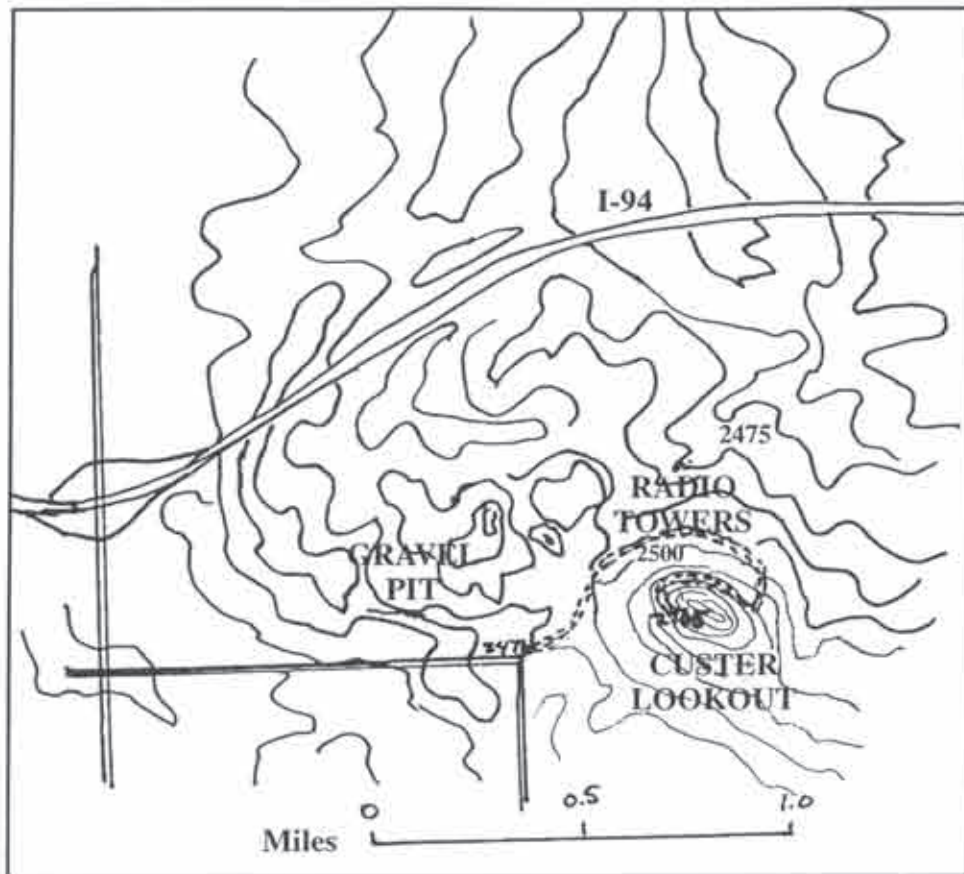 I-94
2475
RADIO
TOWERS
2500
GRAVEL
PIT
CUSTER
LOOKOUT
0 0.5 1.0
Miles